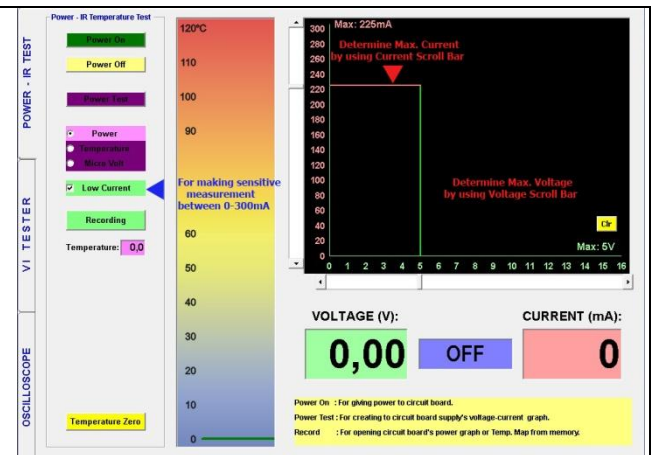 POWER - IR TEST
VI TESTER
OSCILLOSCOPE
Power - IR Temperature Test
Power On
Power Off
Power Test
Power
Temperature
Micro Volt
Low Current
Recording
Temperature: 0,0
Temperature Zero
120°C
110
100
90
For making sensitive
measurement
between 0-300mA
60
50
40
30
20
10
0
Max: 225mA
Determine Max. Current
by using Current Scroll Bar
300
280
260
240
220
200
180
160
140
120
100
80
60
40
20
0
Determine Max. Voltage
by using Voltage Scroll Bar
Clr
Max: 5V
0 1 2 3 4 5 6 7 8 9 10 11 12 13 14 15 16
VOLTAGE (V):
0,00
OFF
CURRENT (mA):
0
Power On : For giving power to circuit board.
Power Test : For creating to circuit board supply's voltage-current graph.
Record : For opening circuit board's power graph or Temp. Map from memory.